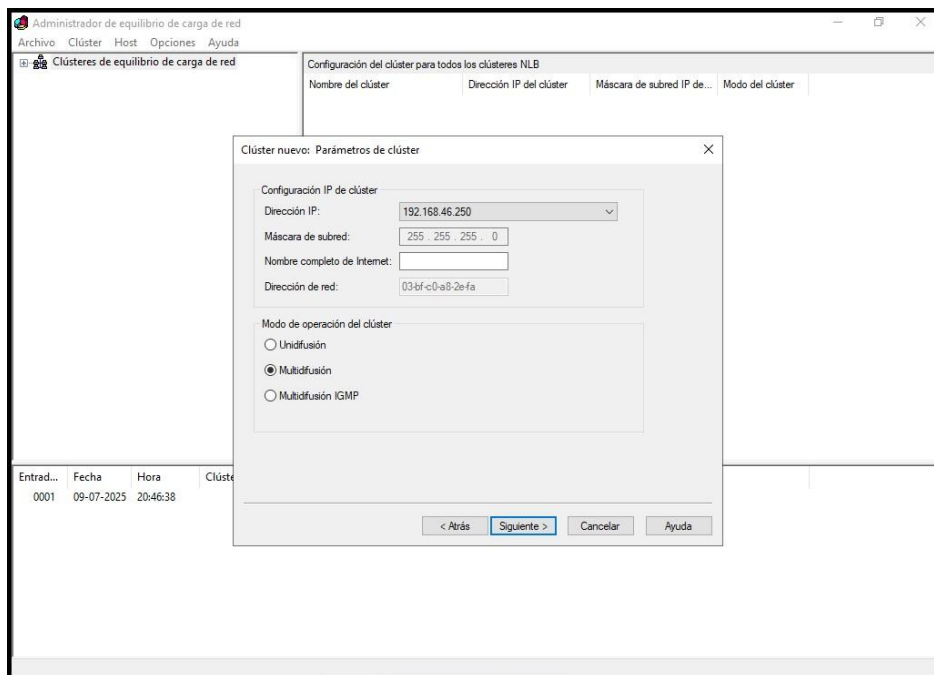 Administrador de equilibrio de carga de red
Archivo Clúster Host Opciones Ayuda
Clústeres de equilibrio de carga de red
Configuración del clúster para todos los clústeres NLB
Nombre del clúster Dirección IP del clúster Máscara de subred IP de... Modo del clúster
Clúster nuevo: Parámetros de clúster
Configuración IP de clúster
Dirección IP: 192.168.46.250
Máscara de subred: 255 . 255 . 255 . 0
Nombre completo de Internet:
Dirección de red: 03-bf-c0-a8-2e-fa
Modo de operación del clúster
Unidifusión
Multidifusión
Multidifusión IGMP
< Atrás Siguiente > Cancelar Ayuda
Entrad... Fecha Hora Clúste
0001 09-07-2025 20:46:38